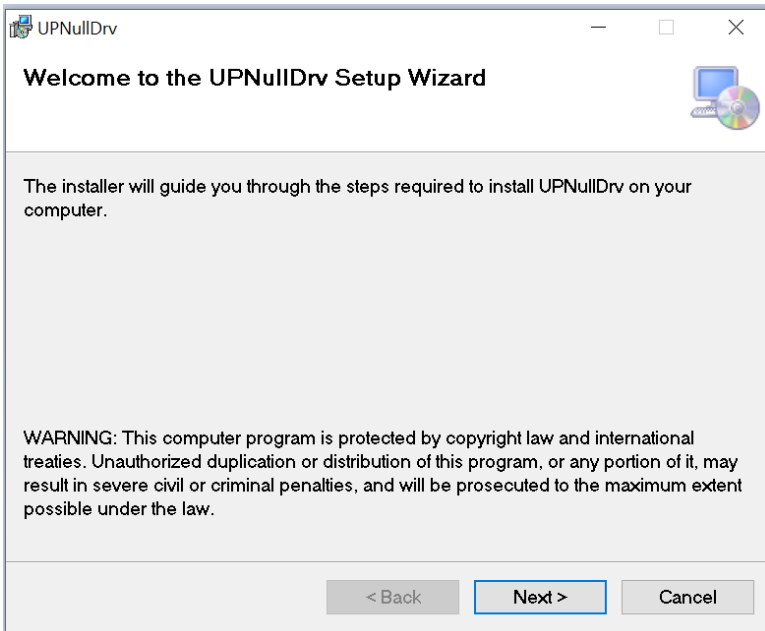 UPNullDrv
Welcome to the UPNullDrv Setup Wizard
The installer will guide you through the steps required to install UPNullDrv on your
computer.
WARNING: This computer program is protected by copyright law and international
treaties. Unauthorized duplication or distribution of this program, or any portion of it, may
result in severe civil or criminal penalties, and will be prosecuted to the maximum extent
possible under the law.
< Back Next > Cancel